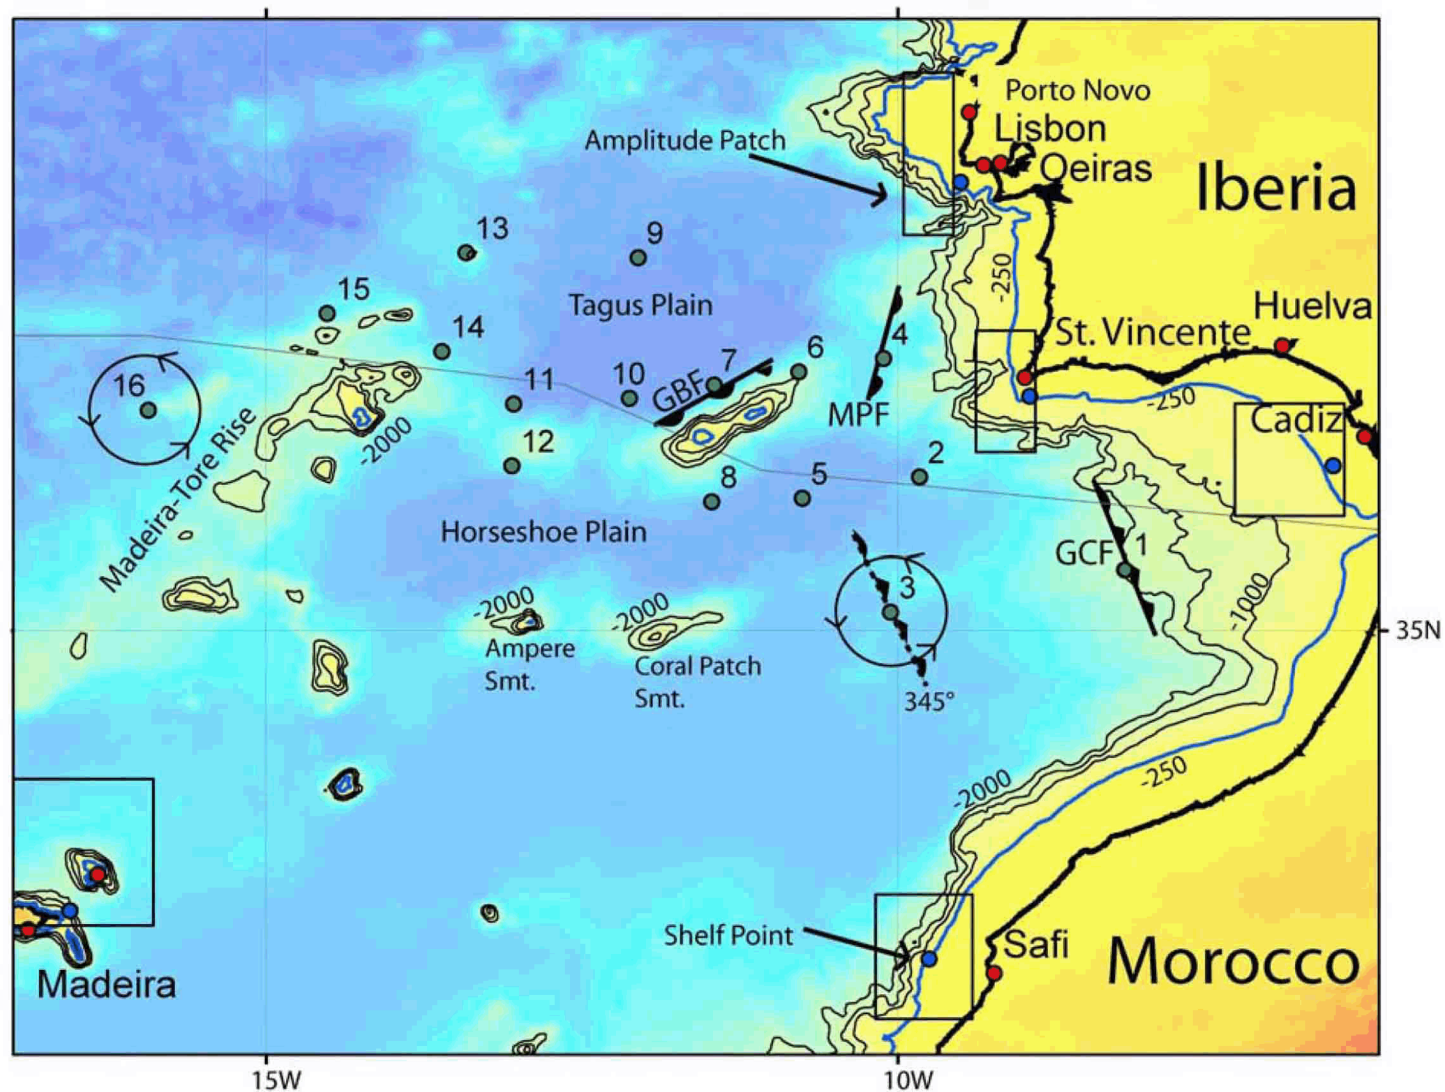 Porto Novo
Lisbon
Amplitude Patch
Oeiras
Iberia
13
9
-250
15
Tagus Plain
Huelva
14
4
St. Vincente
6
7
16
11
10
GBF
MPF
-250
Cadiz
-2000
12
2
Madeira-Tore Rise
8
5
Horseshoe Plain
GCF
1
3
-2000
-2000
-1000
35N
Ampere
Smt.
Coral Patch
Smt.
345°
-2000
-250
Shelf Point
Safi
Morocco
Madeira
15W
10W